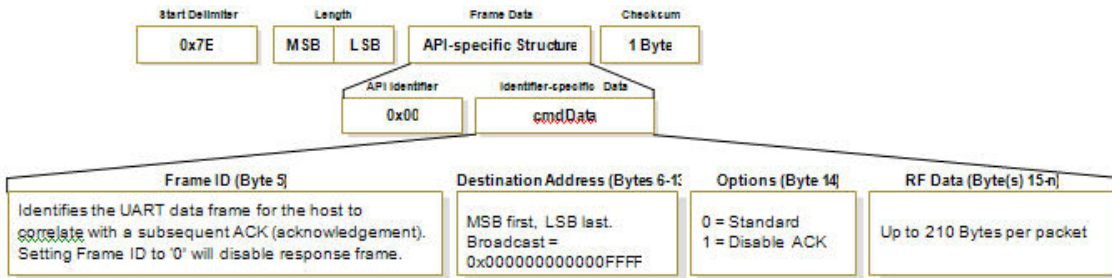 Start Delimiter Length Frame Data Checksum
0x7E MSB LSB API-specific Structure 1 Byte
API Identifier Identifier-specific Data
0x00 cmdData
Frame ID (Byte 5) Destination Address (Bytes 6-13 Options (Byte 14) RF Data (Byte(s) 15-n)
Identifies the UART data frame for the host to
correlate with a subsequent ACK (acknowledgement).
Setting Frame ID to '0' will disable response frame.
MSB first, LSB last.
Broadcast =
0x000000000000FFFF
0 = Standard
1 = Disable ACK
Up to 210 Bytes per packet